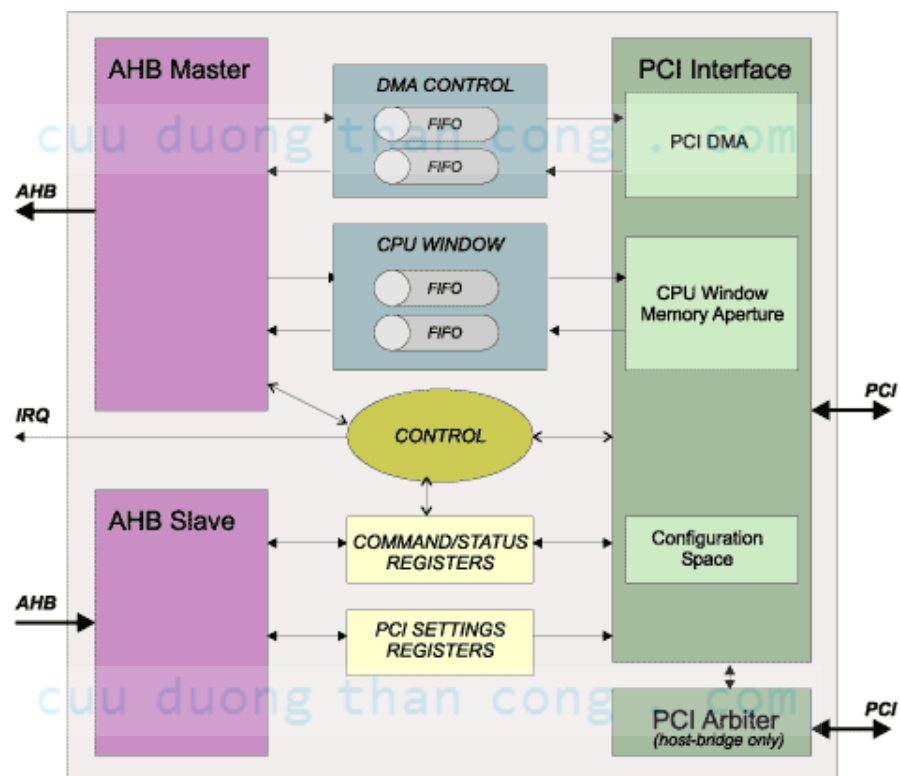 AHB Master
DMA CONTROL
FIFO
FIFO
PCI Interface
PCI DMA
cuu duong than cong . com
AHB
CPU WINDOW
FIFO
FIFO
CPU Window
Memory Aperture
IRQ
CONTROL
PCI
AHB Slave
COMMAND/STATUS
REGISTERS
Configuration
Space
AHB
PCI SETTINGS
REGISTERS
cuu duong than cong . com
PCI Arbiter
(host-bridge only)
PCI